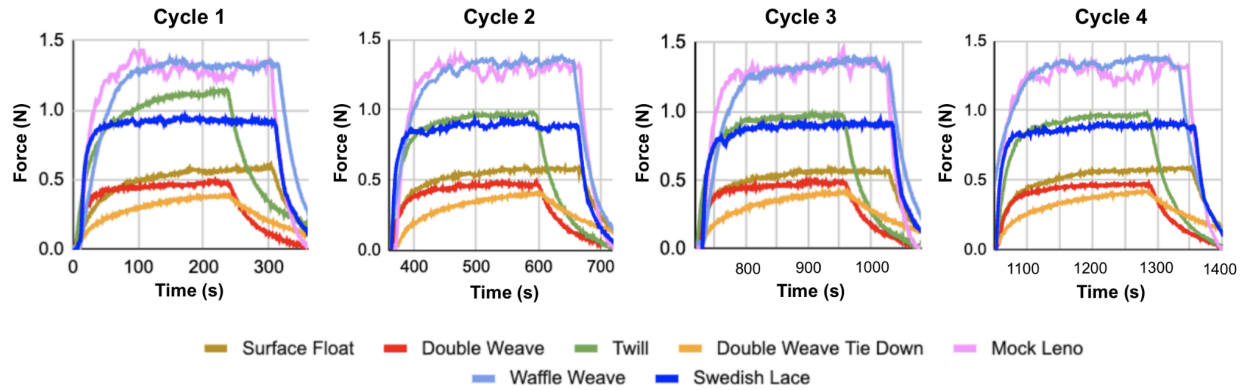 Cycle 1
Cycle 2
Cycle 3
Cycle 4
Force (N)
1.5
1.0
0.5
0.0
0
100
200
300
Time (s)
Force (N)
1.5
1.0
0.5
0.0
400
500
600
700
Time (s)
Force (N)
1.5
1.0
0.5
0.0
800
900
1000
Time (s)
Force (N)
1.5
1.0
0.5
0.0
1100
1200
1300
1400
Time (s)
Surface Float
Double Weave
Twill
Double Weave Tie Down
Mock Leno
Waffle Weave
Swedish Lace